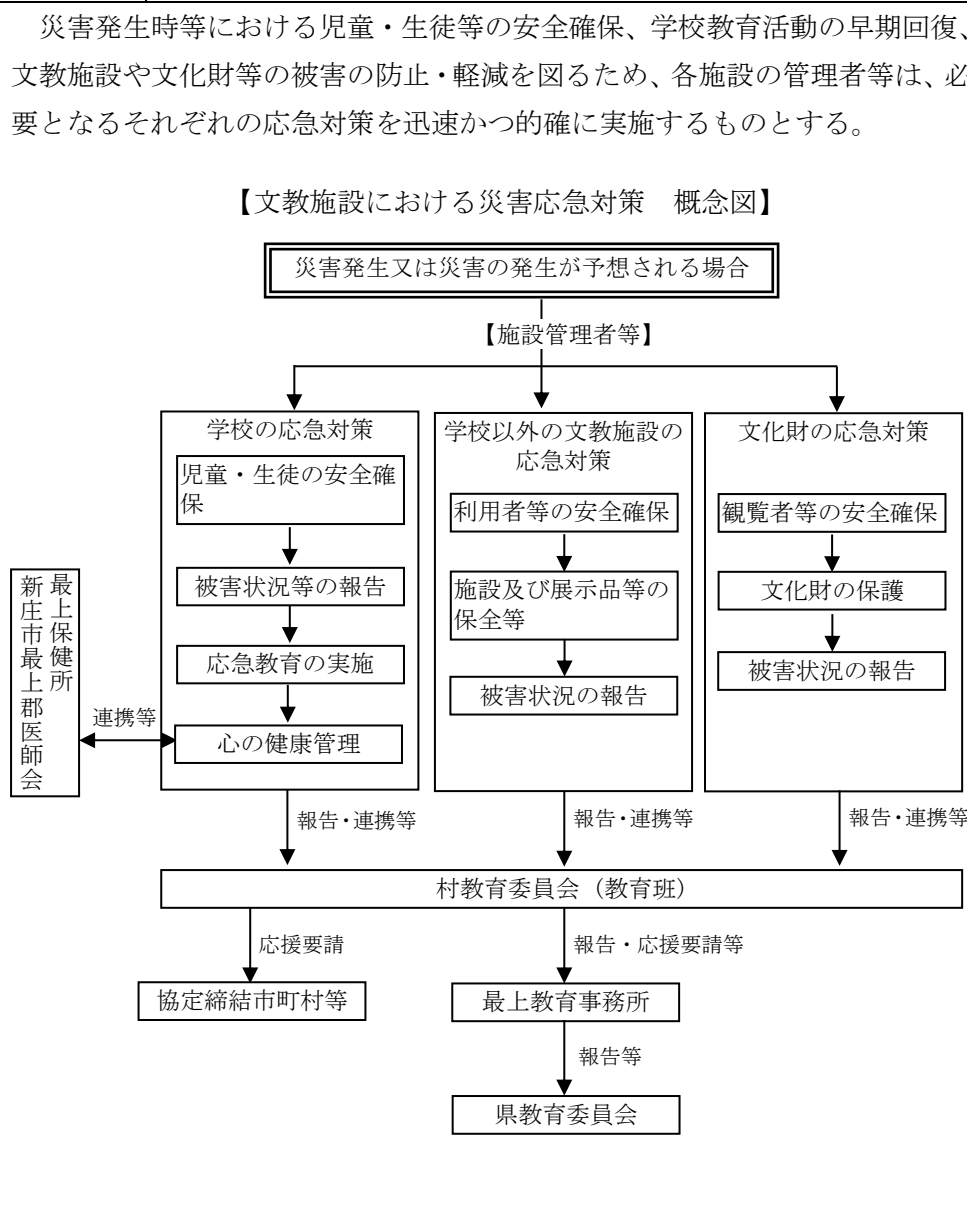 災害発生時等における児童・生徒等の安全確保、学校教育活動の早期回復、
文教施設や文化財等の被害の防止・軽減を図るため、各施設の管理者等は、必
要となるそれぞれの応急対策を迅速かつ的確に実施するものとする。
【文教施設における災害応急対策　概念図】
災害発生又は災害の発生が予想される場合
【施設管理者等】
学校の応急対策
児童・生徒の安全確
保
被害状況等の報告
応急教育の実施
心の健康管理
連携等
最上保健所
新庄市最上郡医師会
学校以外の文教施設の
応急対策
利用者等の安全確保
施設及び展示品等の
保全等
被害状況の報告
文化財の応急対策
観覧者等の安全確保
文化財の保護
被害状況の報告
報告・連携等
報告・連携等
報告・連携等
村教育委員会（教育班）
応援要請
報告・応援要請等
協定締結市町村等
最上教育事務所
報告等
県教育委員会